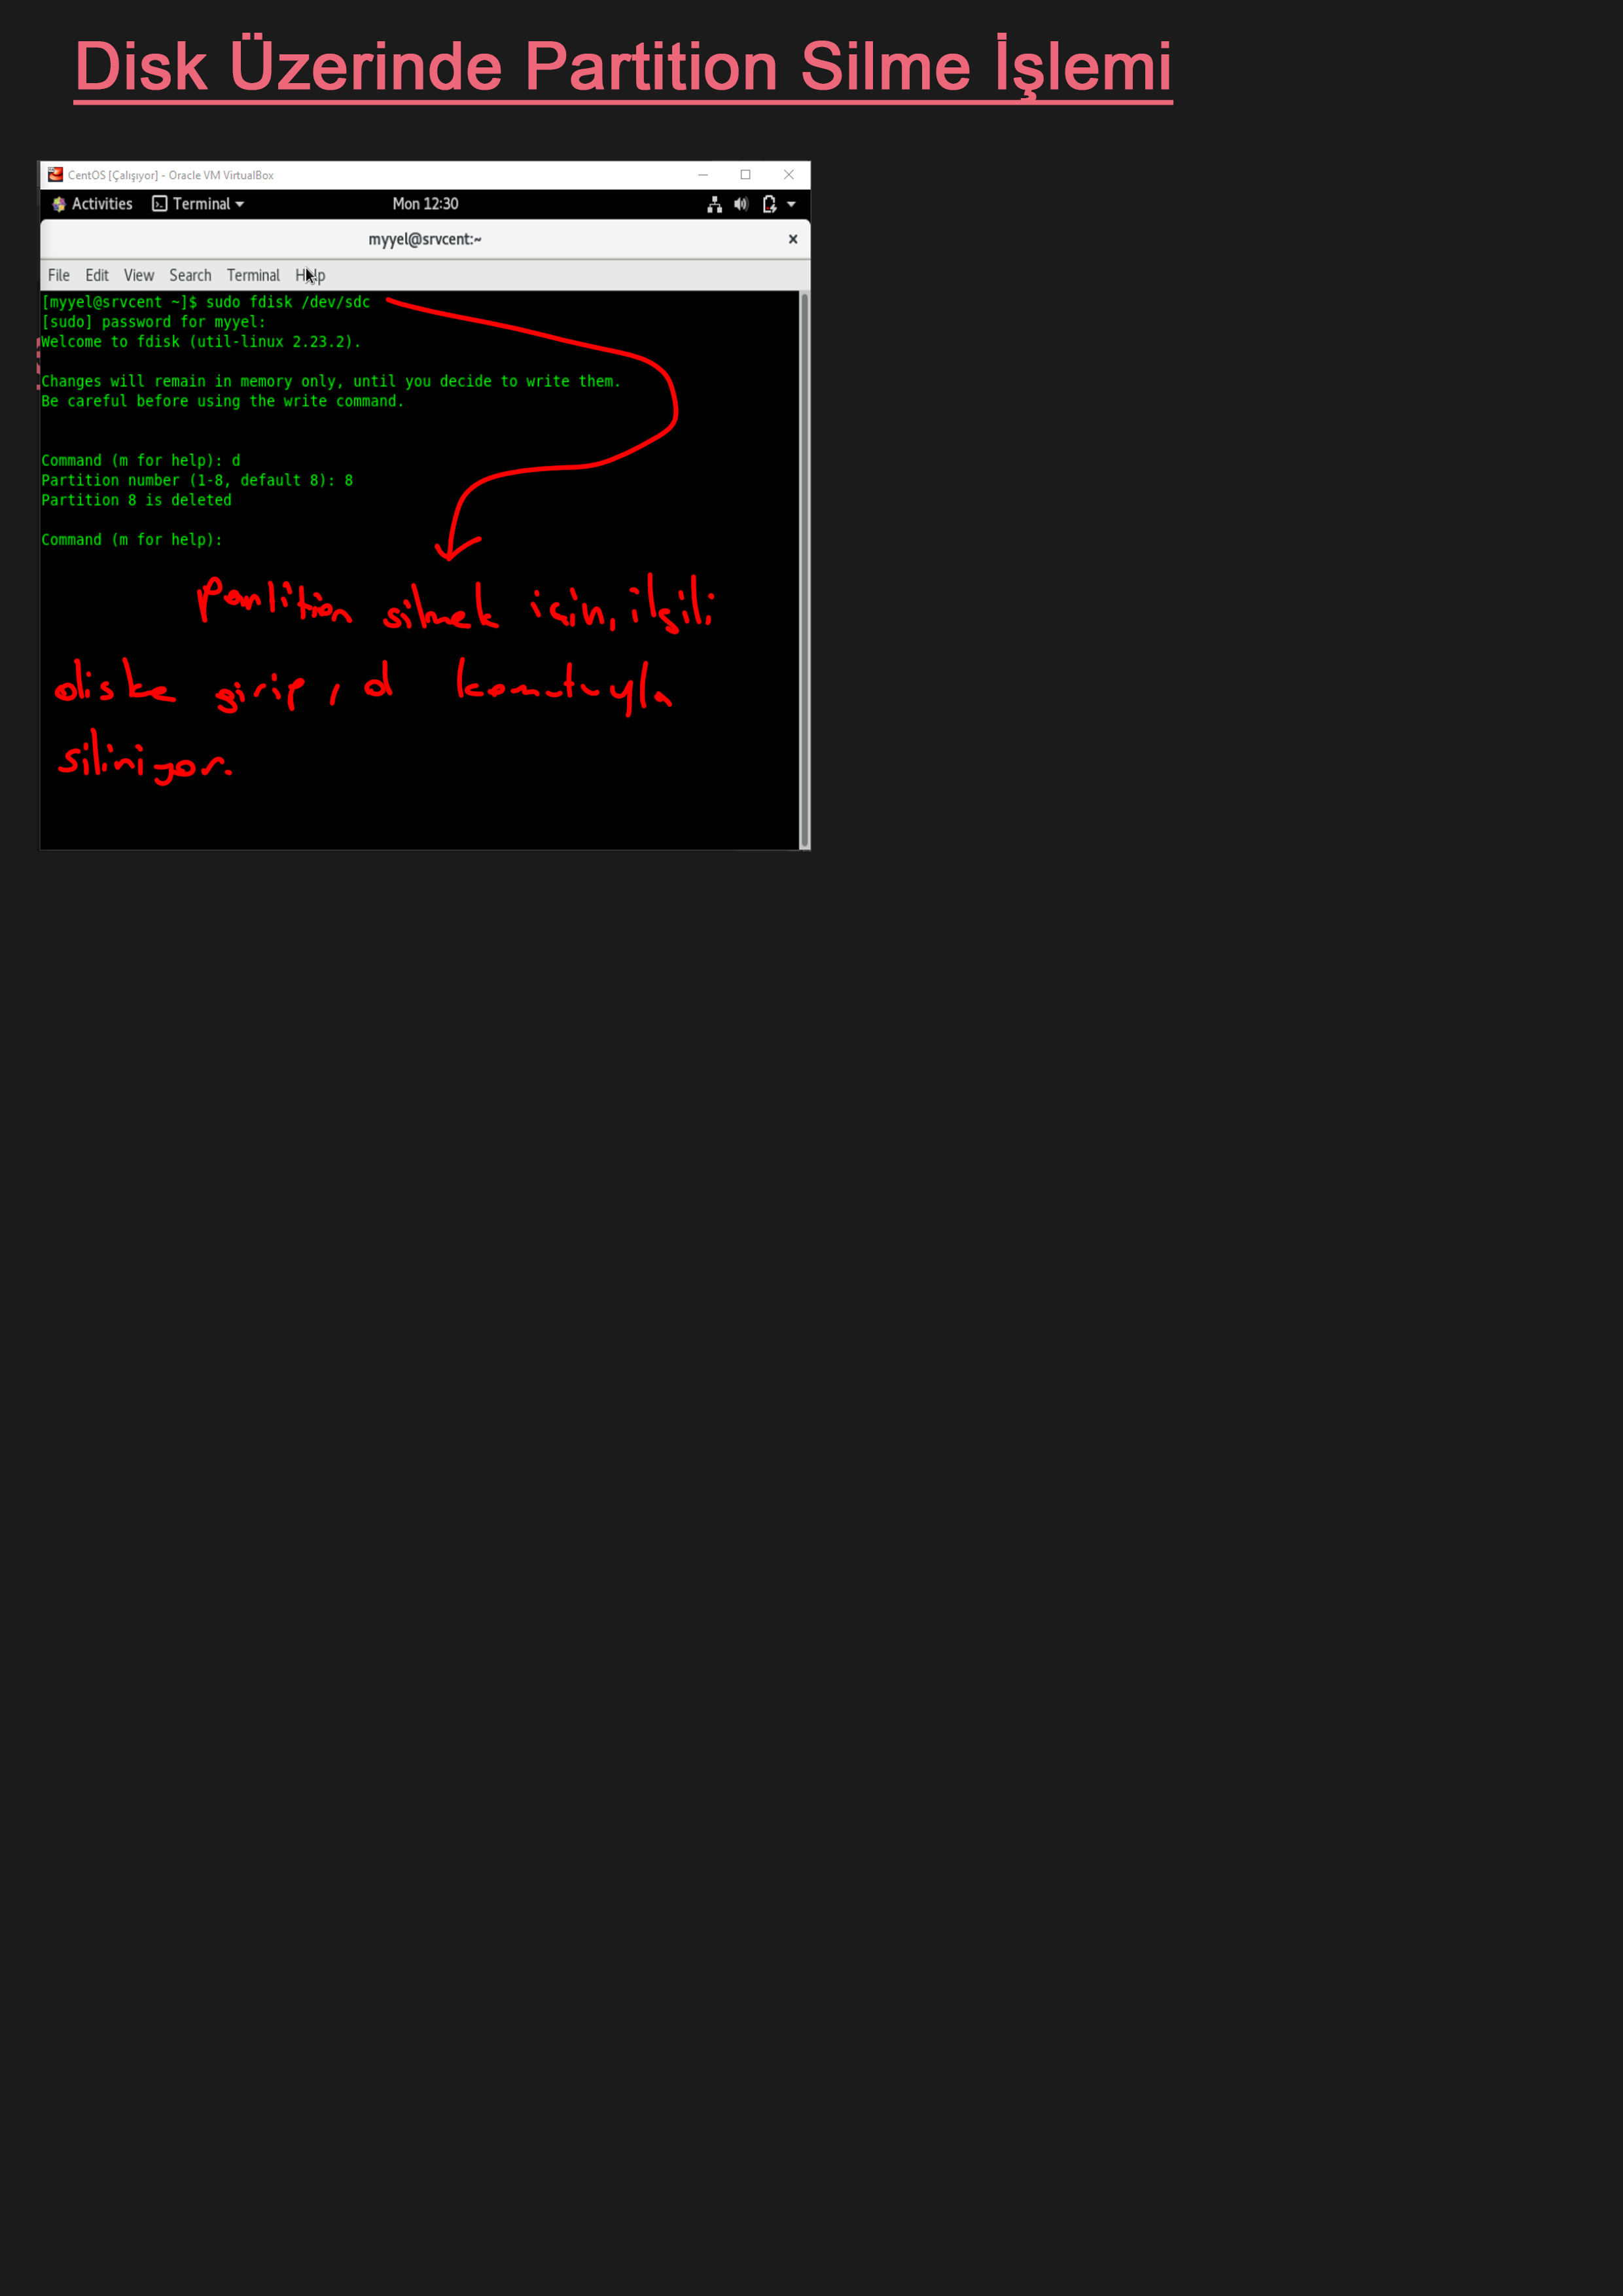 Disk Üzerinde Partition Silme İşlemi
CentOS [Çalışıyor] - Oracle VM VirtualBox
Activities Terminal Mon 12:30
myyel@srvcent:~
File Edit View Search Terminal Help
[myyel@srvcent ~]$ sudo fdisk /dev/sdc
[sudo] password for myyel:
Welcome to fdisk (util-linux 2.23.2).
Changes will remain in memory only, until you decide to write them.
Be careful before using the write command.
Command (m for help): d
Partition number (1-8, default 8): 8
Partition 8 is deleted
Command (m for help):
Partition silmek için, ilgili
diske girip, d komutuyla
siliniyor.